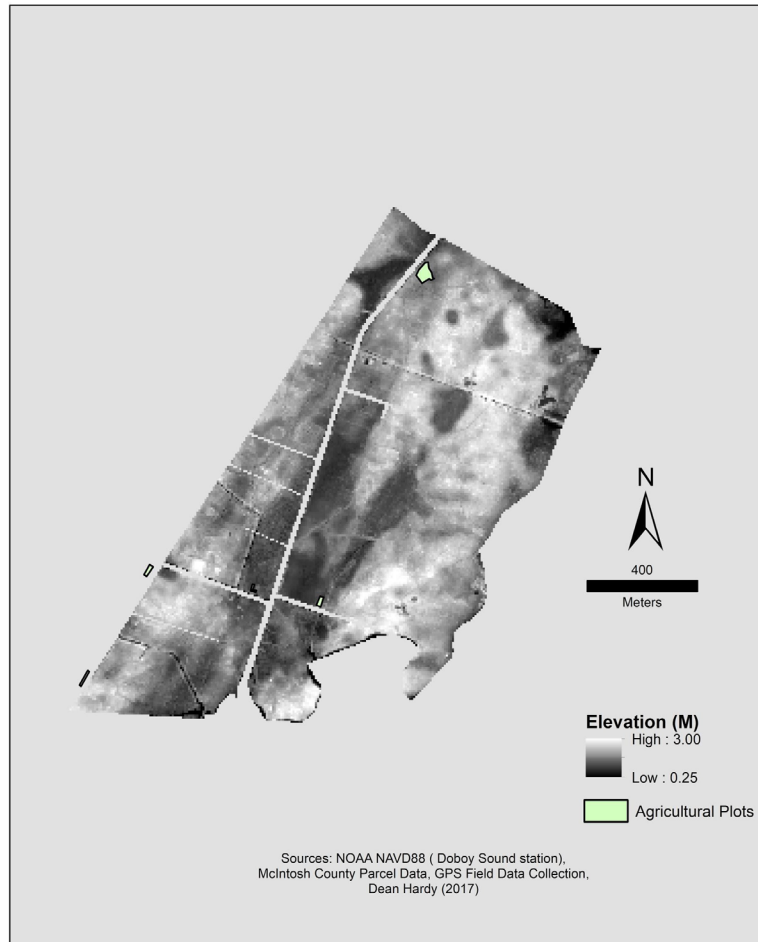 N
400
Meters
Elevation (M)
High : 3.00
Low : 0.25
Agricultural Plots
Sources: NOAA NAVD88 ( Doboy Sound station),
McIntosh County Parcel Data, GPS Field Data Collection,
Dean Hardy (2017)